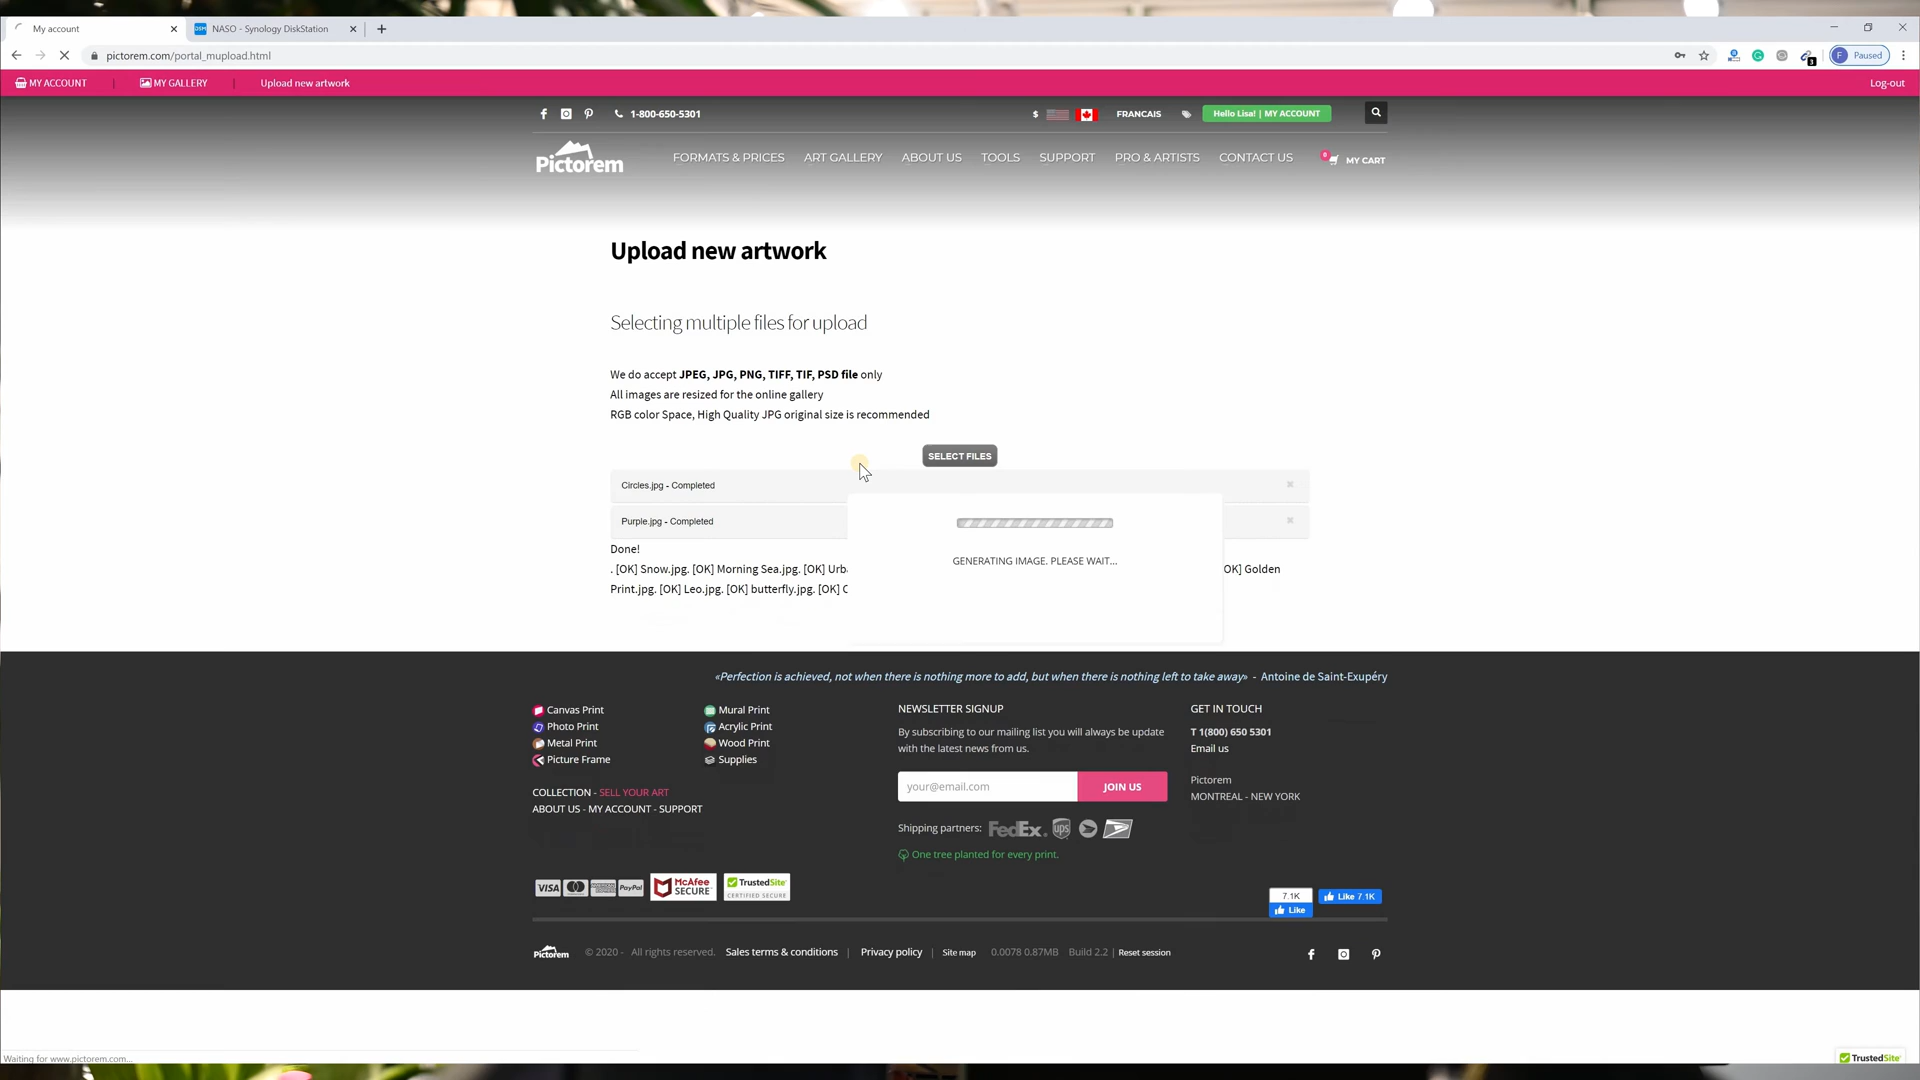 My account
NASO - Synology DiskStation
pictorem.com/portal_mupload.html
3
F Paused
MY ACCOUNT | MY GALLERY | Upload new artwork
Log-out
1-800-650-5301
$ FRANCAIS
Hello Lisa! | MY ACCOUNT
Pictorem
FORMATS & PRICES ART GALLERY ABOUT US TOOLS SUPPORT PRO & ARTISTS CONTACT US
0 MY CART
Upload new artwork
Selecting multiple files for upload
We do accept JPEG, JPG, PNG, TIFF, TIF, PSD file only
All images are resized for the online gallery
RGB color Space, High Quality JPG original size is recommended
SELECT FILES
Circles.jpg - Completed
Purple.jpg - Completed
GENERATING IMAGE. PLEASE WAIT...
Done!
. [OK] Snow.jpg. [OK] Morning Sea.jpg. [OK] OK] Golden
Print.jpg. [OK] Leo.jpg. [OK] butterfly.jpg. [OK]
«Perfection is achieved, not when there is nothing more to add, but when there is nothing left to take away» - Antoine de Saint-Exupéry
Canvas Print
Photo Print
Metal Print
Picture Frame
Mural Print
Acrylic Print
Wood Print
Supplies
COLLECTION - SELL YOUR ART
ABOUT US - MY ACCOUNT - SUPPORT
NEWSLETTER SIGNUP
By subscribing to our mailing list you will always be update
with the latest news from us.
your@email.com
JOIN US
Shipping partners: FedEx. ups
One tree planted for every print.
GET IN TOUCH
T 1(800) 650 5301
Email us
Pictorem
MONTREAL - NEW YORK
VISA
PayPal
McAfee
SECURE
TrustedSite
CERTIFIED SECURE
7.1K
Like
Like 7.1K
Pictorem
© 2020 - All rights reserved. Sales terms & conditions | Privacy policy | Site map 0.0078 0.87MB Build 2.2 | Reset session
Waiting for www.pictorem.com...
TrustedSite